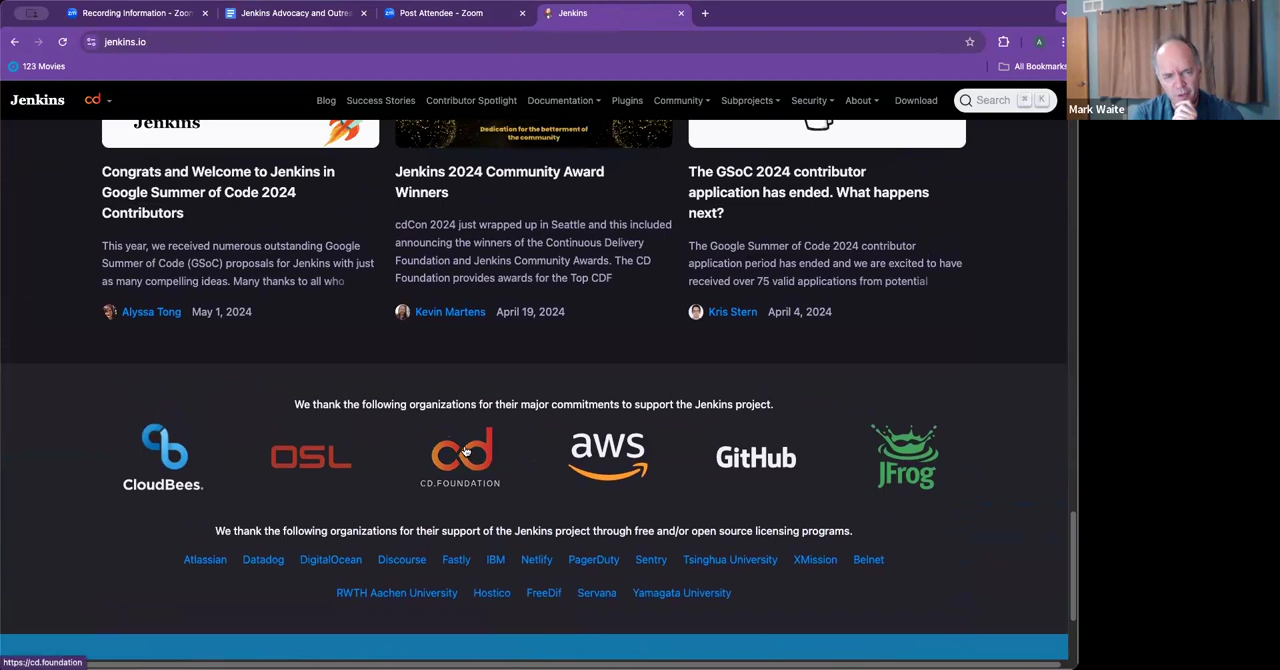 Recording Information - Zoom
Jenkins Advocacy and Outrea
Post Attendee - Zoom
Jenkins
jenkins.io
A
123 Movies
All Bookmarks
Mark Waite
Jenkins
cd
Blog
Success Stories
Contributor Spotlight
Documentation
Plugins
Community
Subprojects
Security
About
Download
Search
⌘
K
Jenkins
Dedication for the betterment of
the community
Congrats and Welcome to Jenkins in
Google Summer of Code 2024
Contributors
This year, we received numerous outstanding Google
Summer of Code (GSoC) proposals for Jenkins with just
as many compelling ideas. Many thanks to all who
Alyssa Tong May 1, 2024
Jenkins 2024 Community Award
Winners
cdCon 2024 just wrapped up in Seattle and this included
announcing the winners of the Continuous Delivery
Foundation and Jenkins Community Awards. The CD
Foundation provides awards for the Top CDF
Kevin Martens April 19, 2024
The GSoC 2024 contributor
application has ended. What happens
next?
The Google Summer of Code 2024 contributor
application period has ended and we are excited to have
received over 75 valid applications from potential
Kris Stern April 4, 2024
We thank the following organizations for their major commitments to support the Jenkins project.
CloudBees.
OSL
cd
CD.FOUNDATION
aws
GitHub
JFrog
We thank the following organizations for their support of the Jenkins project through free and/or open source licensing programs.
Atlassian Datadog DigitalOcean Discourse Fastly IBM Netlify PagerDuty Sentry Tsinghua University XMission Belnet
RWTH Aachen University Hostico FreeDif Servana Yamagata University
https://cd.foundation